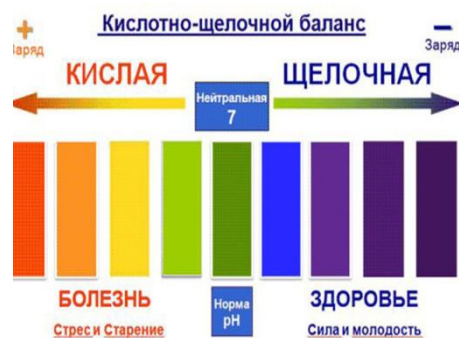 Кислотно-щелочной баланс
+ Заряд
− Заряд
КИСЛАЯ
ЩЕЛОЧНАЯ
Нейтральная
7
БОЛЕЗНЬ
Стрес и Старение
Норма
pH
ЗДОРОВЬЕ
Сила и молодость